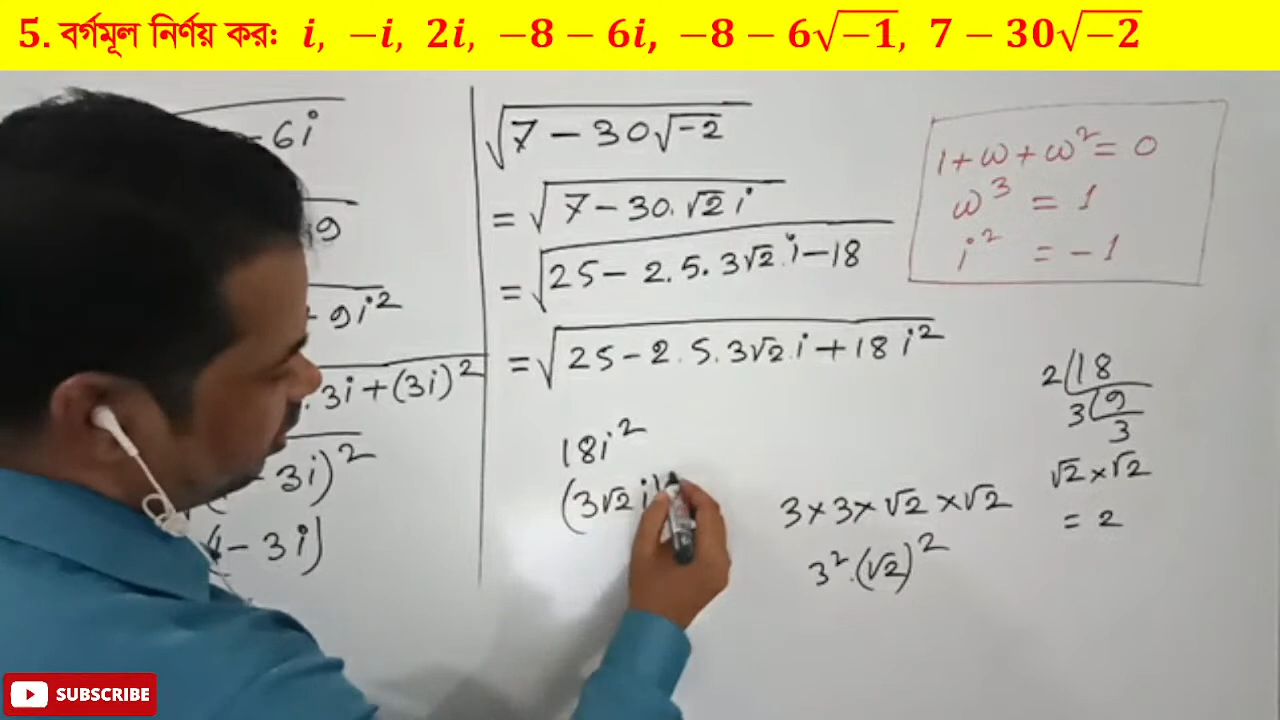 5. বর্গমূল নির্ণয় করঃ i, −i, 2i, −8 − 6i, −8 − 6√−1, 7 − 30√−2
− 6i
9
+ 9i²
. 3i + (3i)²
− 3i)²
4 − 3i)
√7 − 30√−2
= √7 − 30.√2 i
= √25 − 2.5.3√2.i − 18
= √25 − 2.5.3√2.i + 18i²
18i²
(3√2 i)
3×3×√2×√2
3².(√2)²
1 + ω + ω² = 0
ω³ = 1
i² = −1
2(18
3(9
3
√2×√2
= 2
SUBSCRIBE